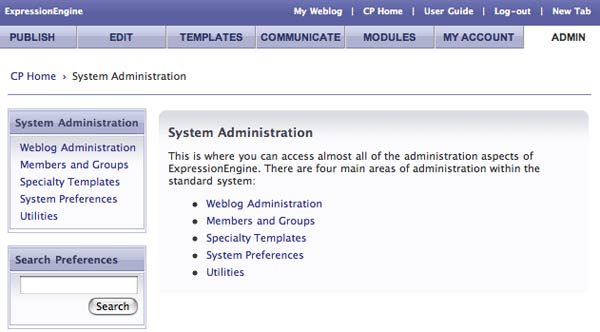 ExpressionEngine
My Weblog | CP Home | User Guide | Log-out | New Tab
PUBLISH EDIT TEMPLATES COMMUNICATE MODULES MY ACCOUNT ADMIN
CP Home › System Administration
System Administration
Weblog Administration
Members and Groups
Specialty Templates
System Preferences
Utilities
Search Preferences
Search
System Administration
This is where you can access almost all of the administration aspects of
ExpressionEngine. There are four main areas of administration within the
standard system:
• Weblog Administration
• Members and Groups
• Specialty Templates
• System Preferences
• Utilities